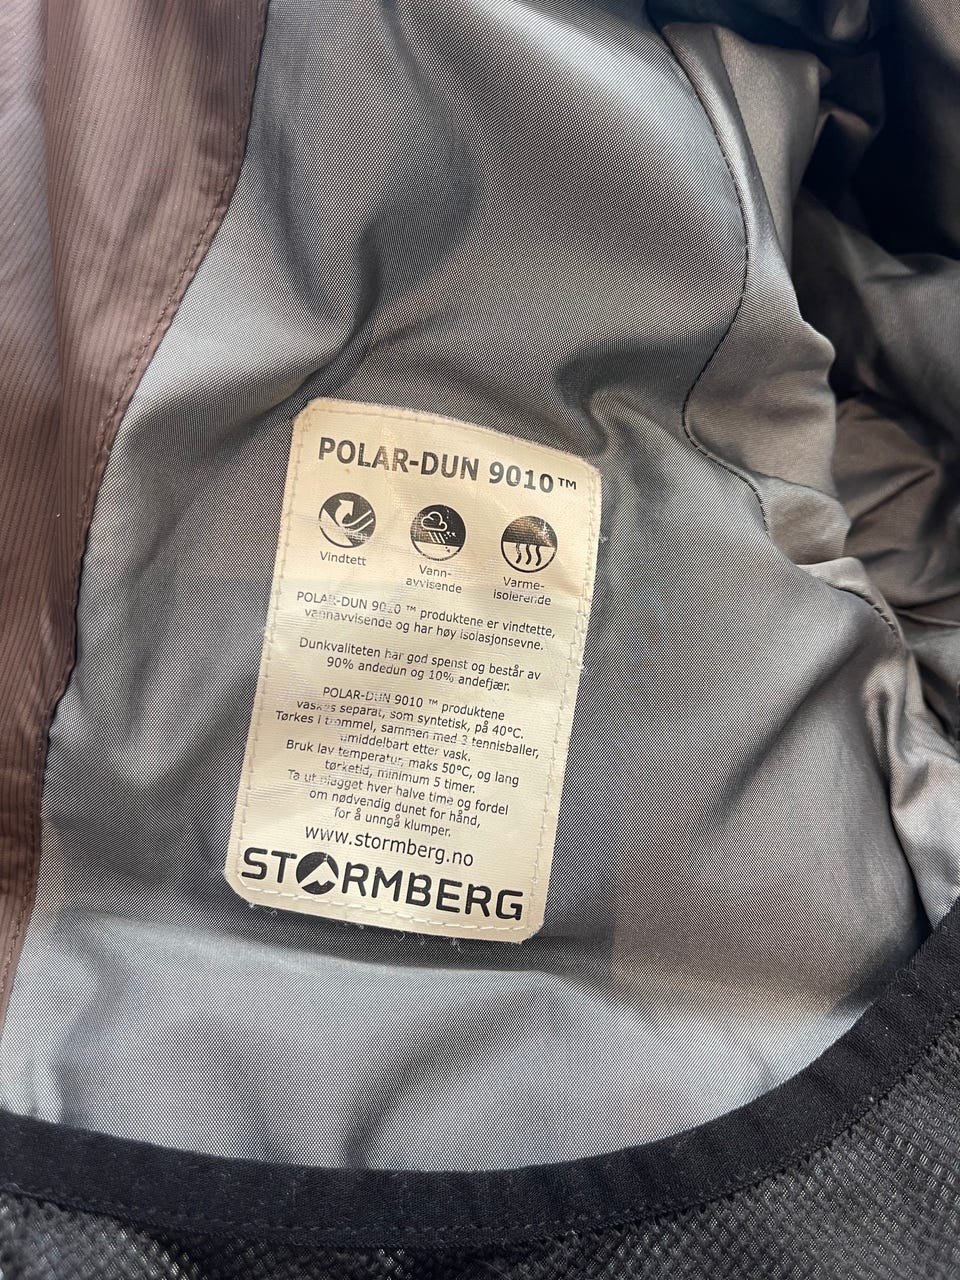 POLAR-DUN 9010™
Vindtett
Vann-
avvisende
Varme-
isolerende
POLAR-DUN 9010 ™ produktene er vindtette,
vannavvisende og har høy isolasjonsevne.
Dunkvaliteten har god spenst og består av
90% andedun og 10% andefjær.
POLAR-DUN 9010 ™ produktene
vaskes separat, som syntetisk, på 40°C.
Tørkes i trommel, sammen med 3 tennisballer,
umiddelbart etter vask.
Bruk lav temperatur, maks 50°C, og lang
tørketid, minimum 5 timer.
Ta ut plagget hver halve time og fordel
om nødvendig dunet for hånd,
for å unngå klumper.
www.stormberg.no
STORMBERG